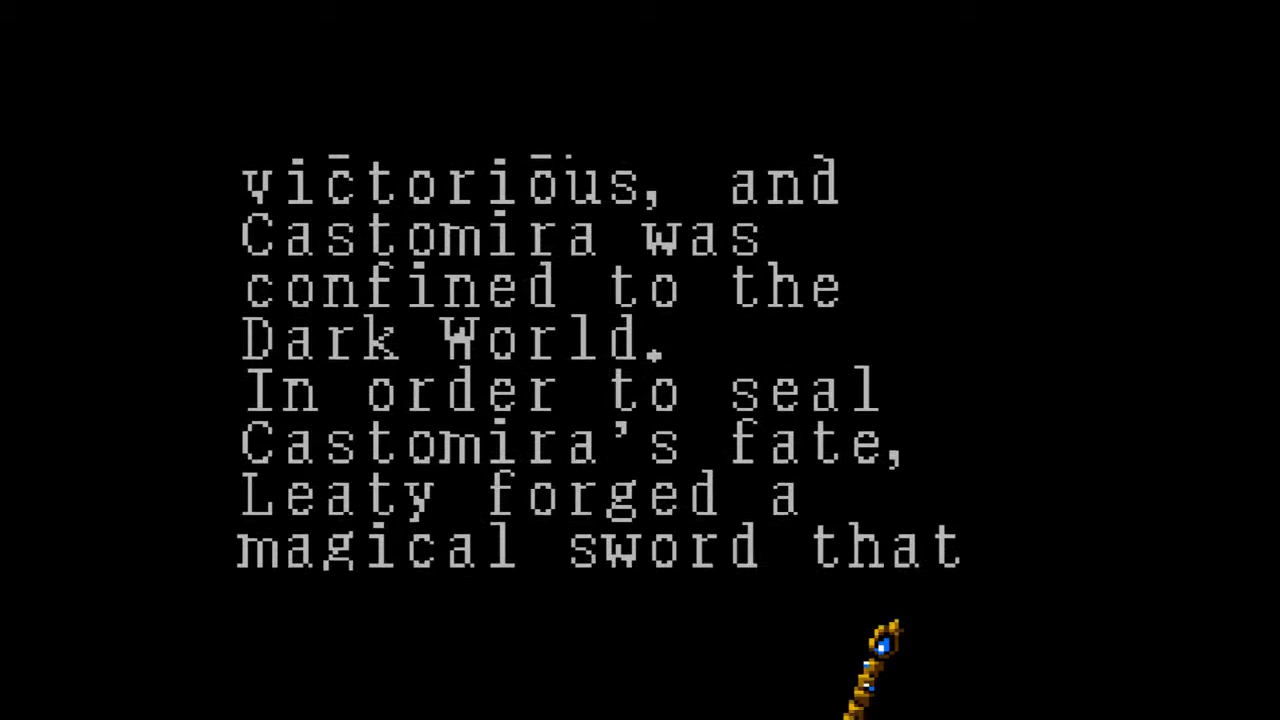 victorious, and
Castomira was
confined to the
Dark World.
In order to seal
Castomira's fate,
Leaty forged a
magical sword that